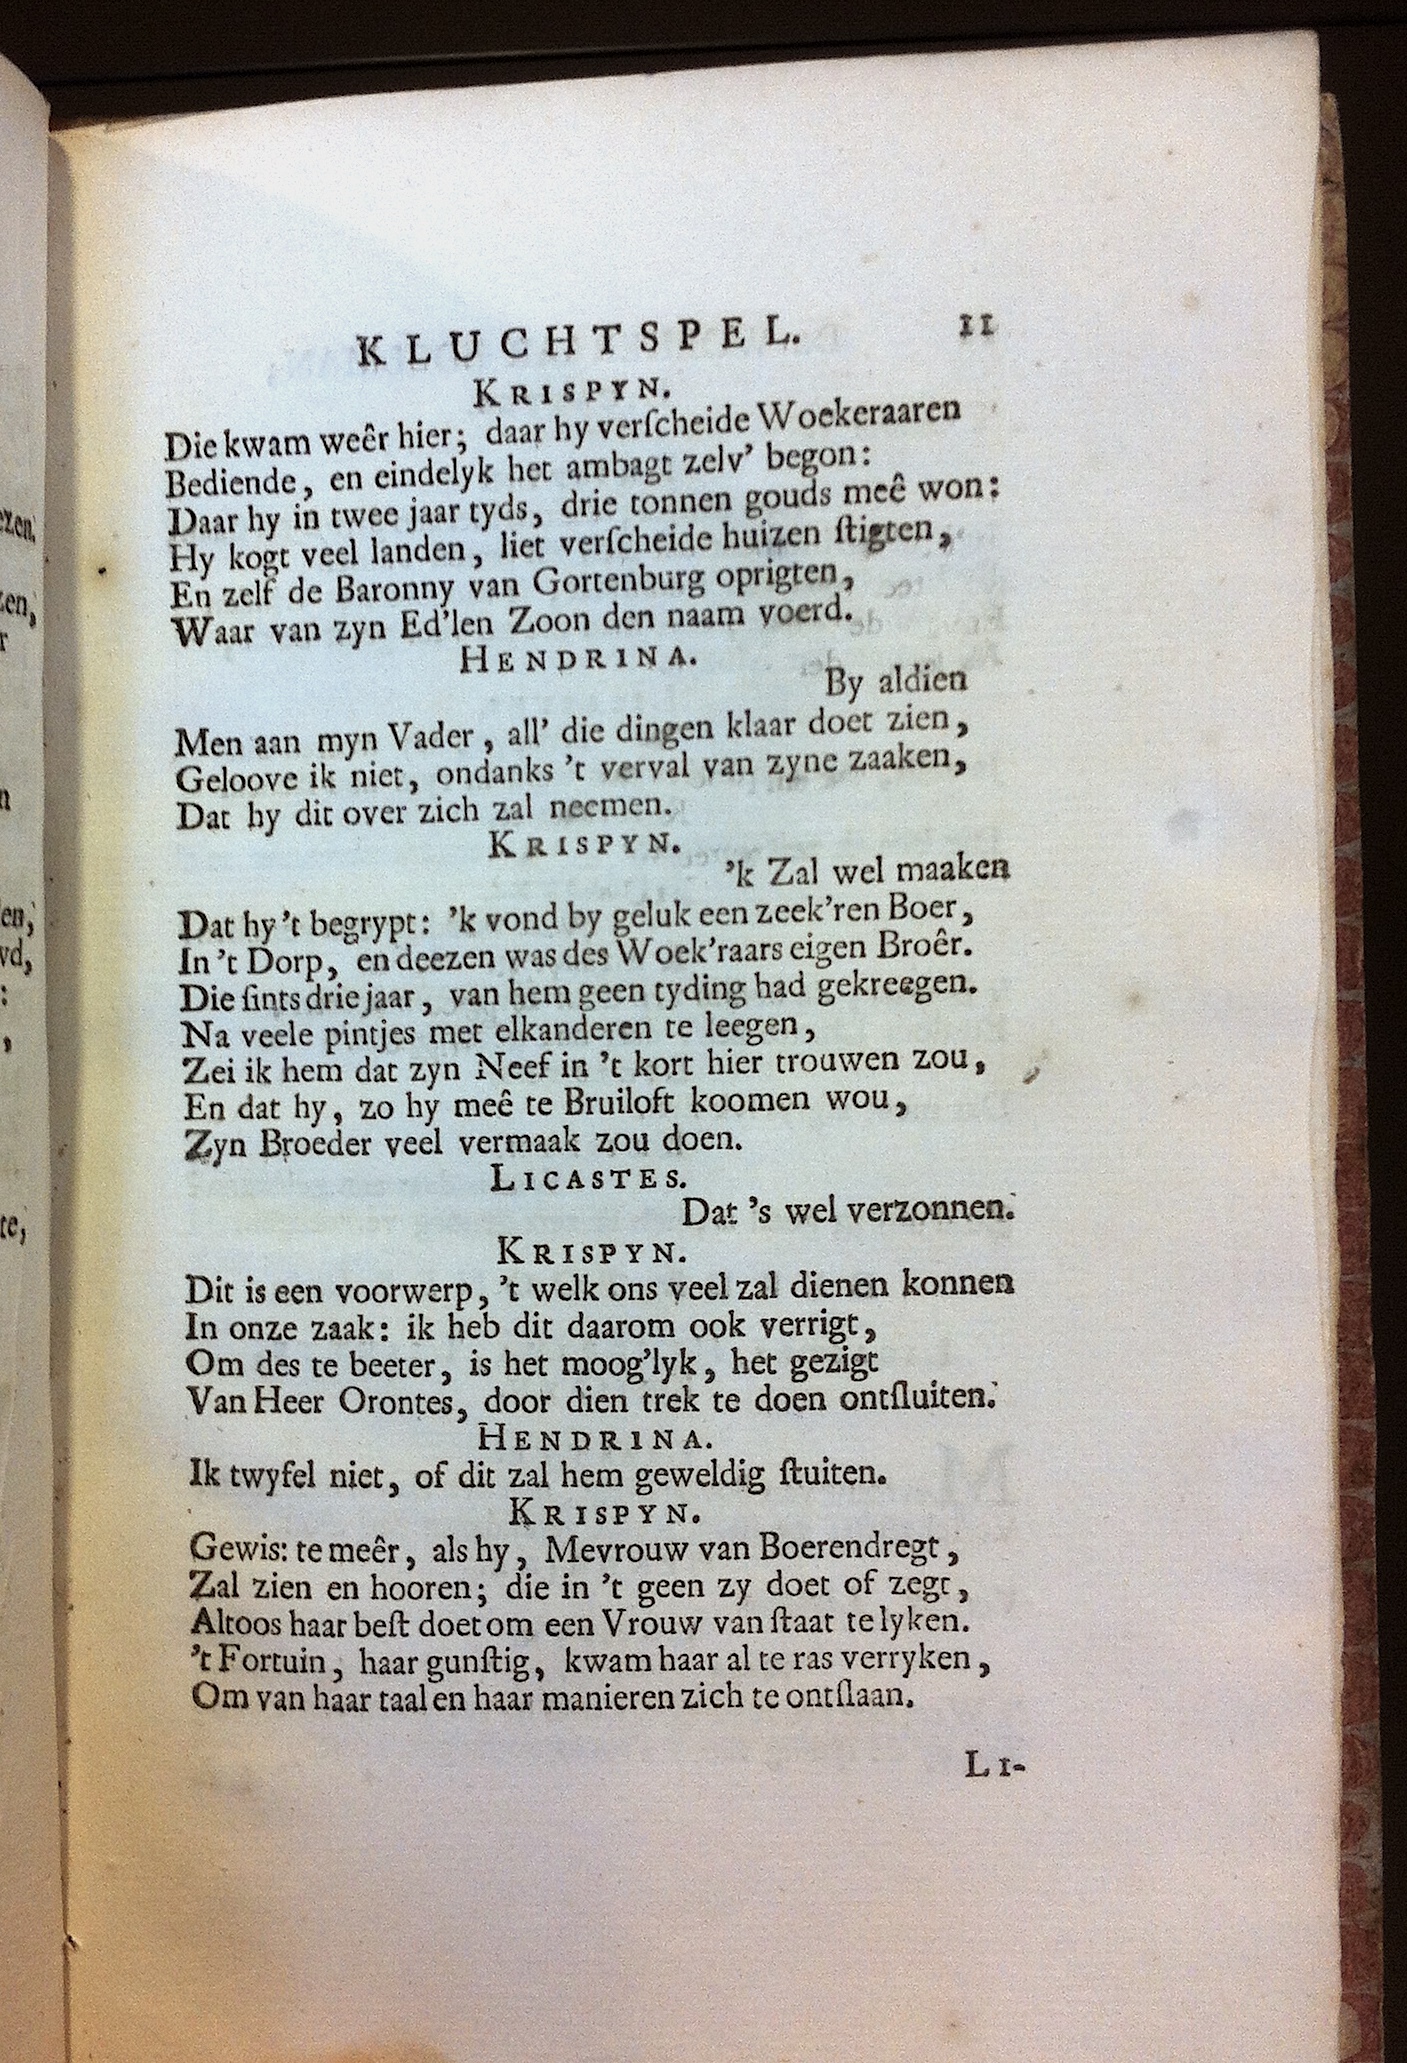 KLUCHTSPEL. 11
KRISPYN.
Die kwam weêr hier; daar hy verſcheide Woekeraaren
Bediende, en eindelyk het ambagt zelv' begon:
Daar hy in twee jaar tyds, drie tonnen gouds meê won:
Hy kogt veel landen, liet verſcheide huizen ſtigten,
En zelf de Baronny van Gortenburg oprigten,
Waar van zyn Ed'len Zoon den naam voerd.
HENDRINA.
By aldien
Men aan myn Vader, all' die dingen klaar doet zien,
Geloove ik niet, ondanks 't verval van zyne zaaken,
Dat hy dit over zich zal neemen.
KRISPYN.
'k Zal wel maaken
Dat hy 't begrypt: 'k vond by geluk een zeek'ren Boer,
In 't Dorp, en deezen was des Woek'raars eigen Broêr.
Die ſints drie jaar, van hem geen tyding had gekreegen.
Na veele pintjes met elkanderen te leegen,
Zei ik hem dat zyn Neef in 't kort hier trouwen zou,
En dat hy, zo hy meê te Bruiloft koomen wou,
Zyn Broeder veel vermaak zou doen.
LICASTES.
Dat 's wel verzonnen.
KRISPYN.
Dit is een voorwerp, 't welk ons veel zal dienen konnen
In onze zaak: ik heb dit daarom ook verrigt,
Om des te beeter, is het moog'lyk, het gezigt
Van Heer Orontes, door dien trek te doen ontſluiten.
HENDRINA.
Ik twyfel niet, of dit zal hem geweldig ſtuiten.
KRISPYN.
Gewis: te meêr, als hy, Mevrouw van Boerendregt,
Zal zien en hooren; die in 't geen zy doet of zegt,
Altoos haar beſt doet om een Vrouw van ſtaat te lyken.
't Fortuin, haar gunſtig, kwam haar al te ras verryken,
Om van haar taal en haar manieren zich te ontſlaan.
LI-